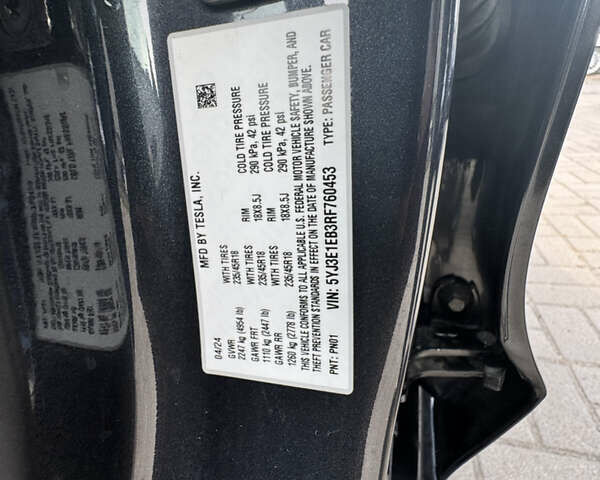 MFD BY TESLA, INC.
04/24
GVWR
2247 kg (4954 lb)
GAWR FRT WITH TIRES RIM COLD TIRE PRESSURE
1110 kg (2447 lb) 235/45R18 18X8.5J 290 kPa, 42 psi
GAWR RR WITH TIRES RIM COLD TIRE PRESSURE
1260 kg (2778 lb) 235/45R18 18X8.5J 290 kPa, 42 psi
THIS VEHICLE CONFORMS TO ALL APPLICABLE U.S. FEDERAL MOTOR VEHICLE SAFETY, BUMPER, AND
THEFT PREVENTION STANDARDS IN EFFECT ON THE DATE OF MANUFACTURE SHOWN ABOVE.
PNT: PN01 VIN: 5YJ3E1EB3RF760453 TYPE: PASSENGER CAR